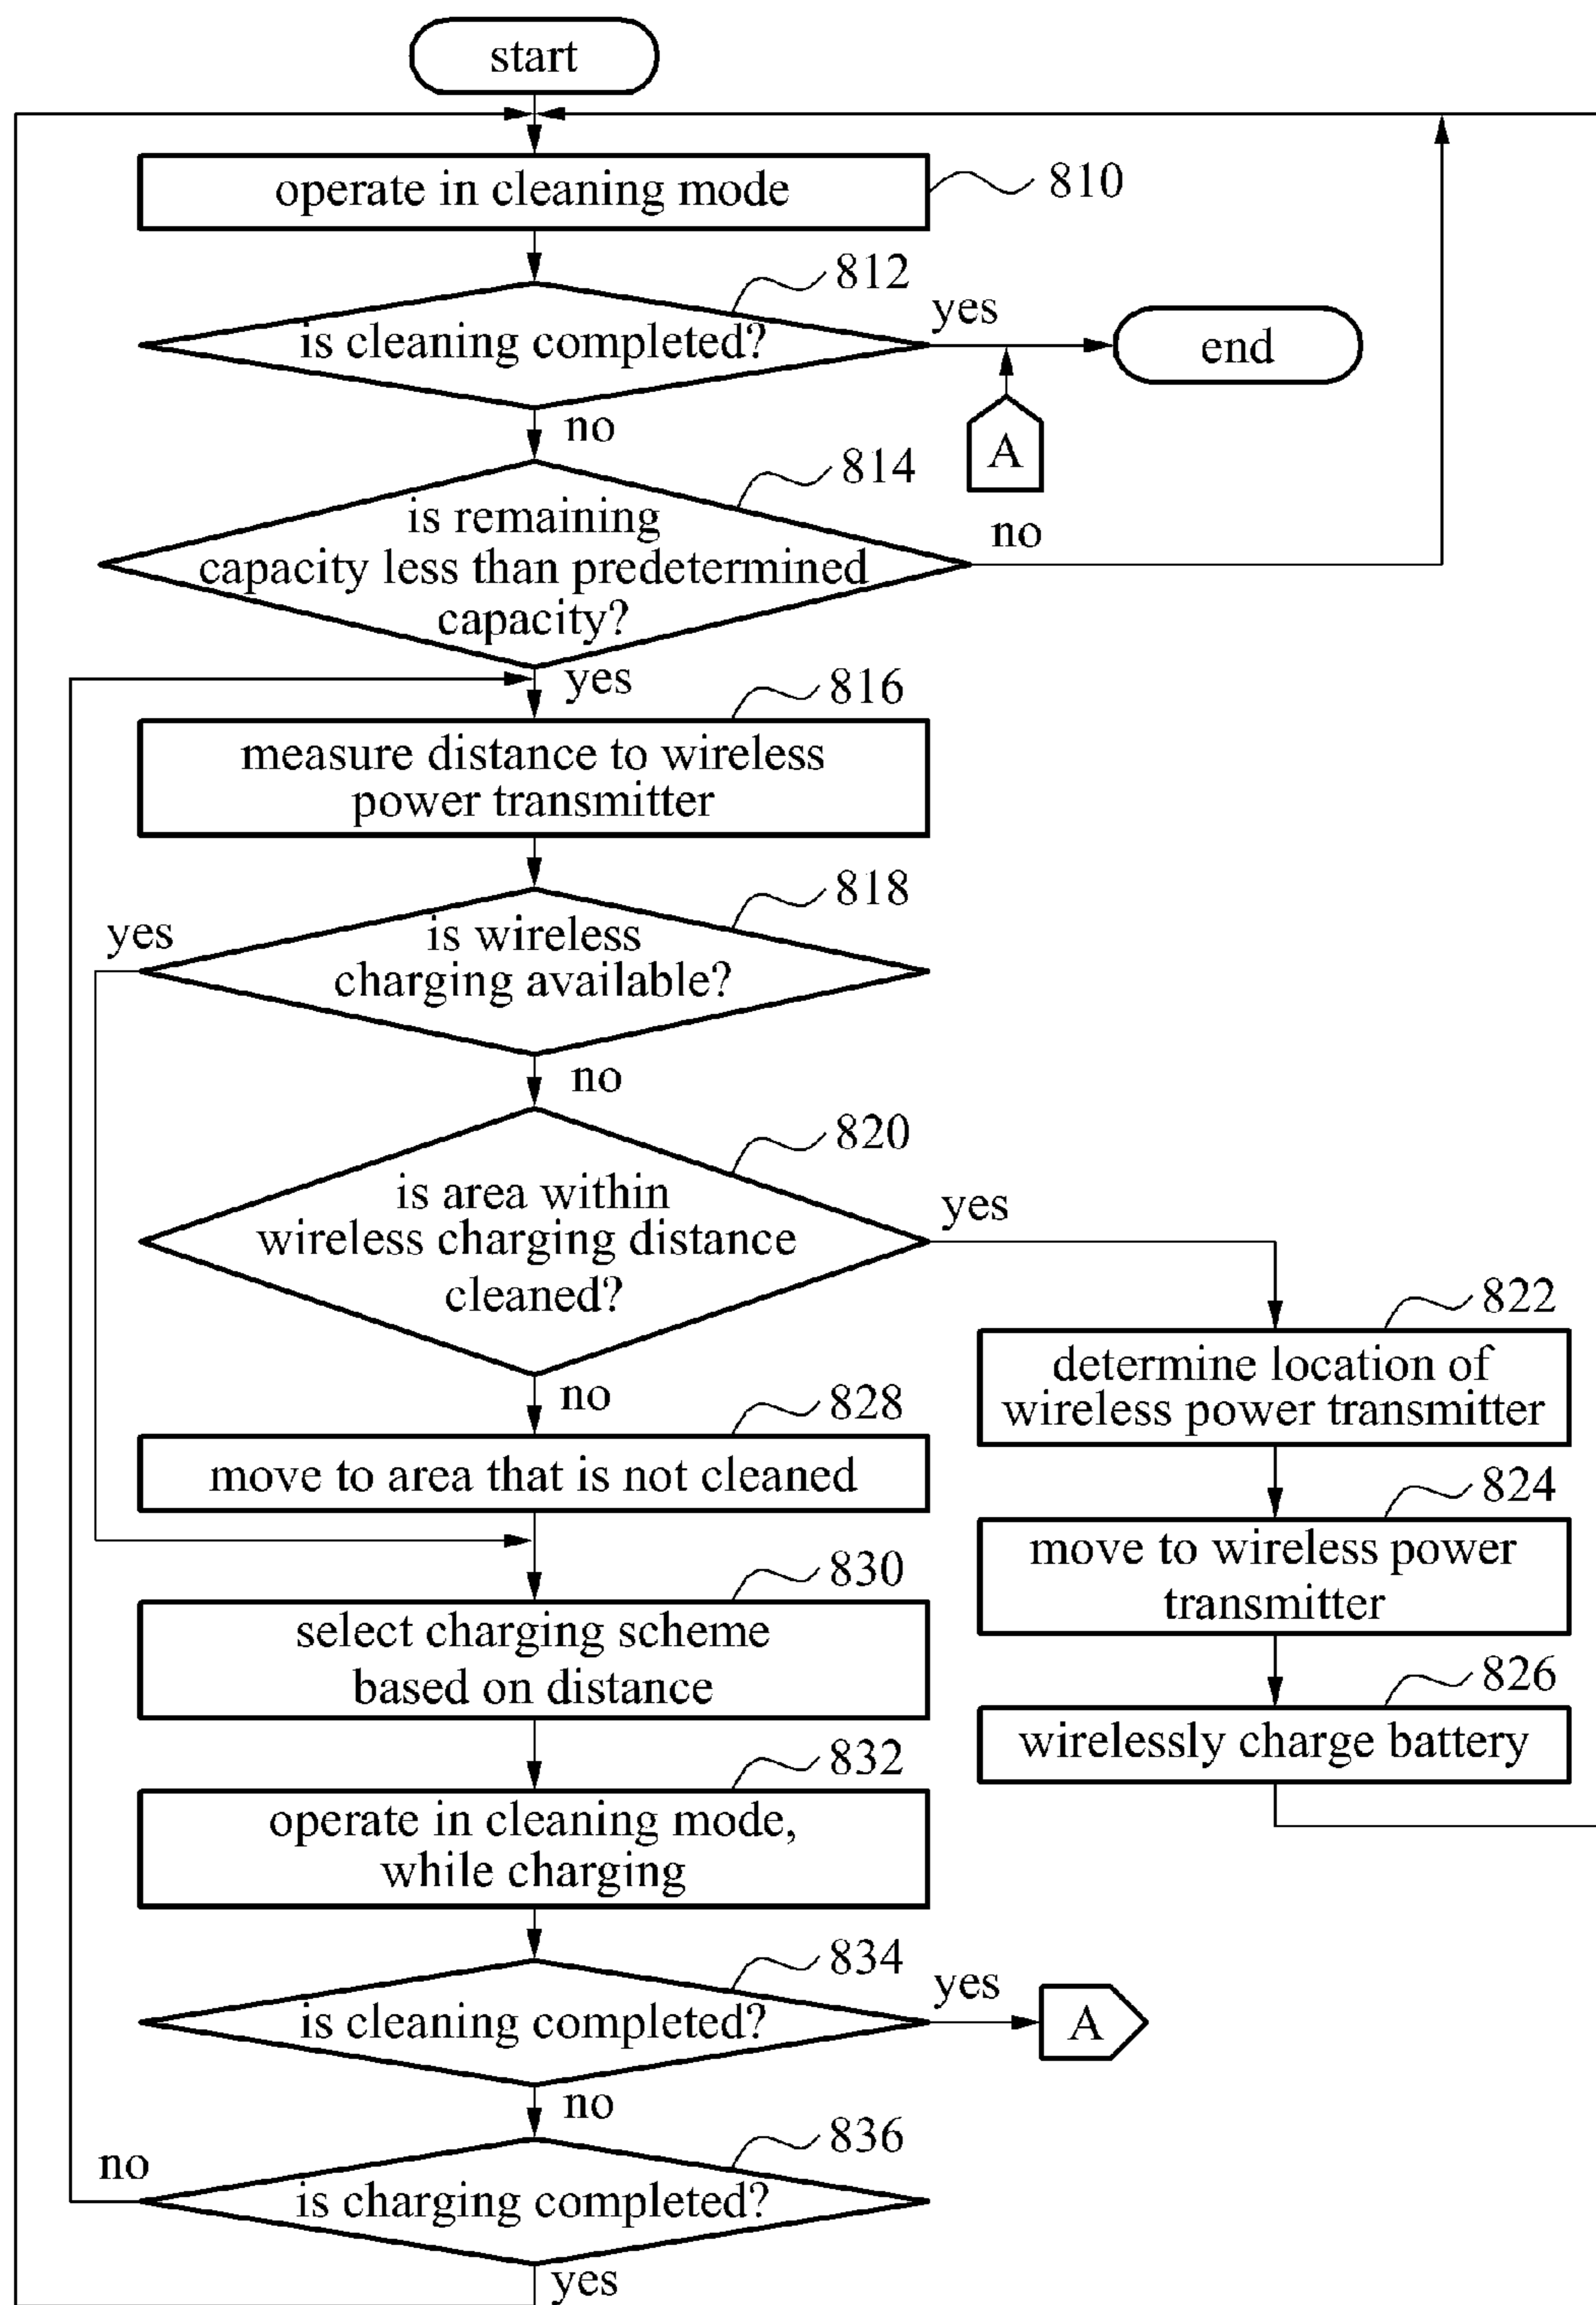 start
operate in cleaning mode
810
812
is cleaning completed?
yes
end
no
A
814
is remaining
capacity less than predetermined
capacity?
no
yes
816
measure distance to wireless
power transmitter
818
yes
is wireless
charging available?
no
820
is area within
wireless charging distance
cleaned?
yes
822
determine location of
wireless power transmitter
no
828
move to area that is not cleaned
824
move to wireless power
transmitter
830
select charging scheme
based on distance
826
wirelessly charge battery
832
operate in cleaning mode,
while charging
834
is cleaning completed?
yes
A
no
836
no
is charging completed?
yes